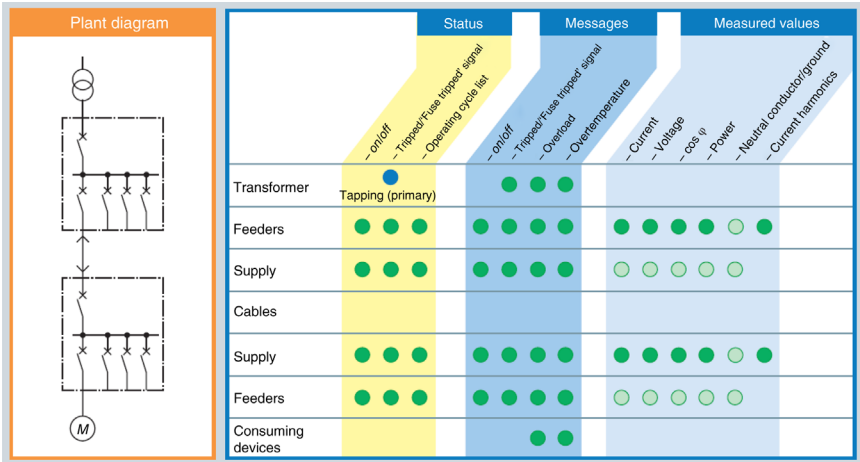 Plant diagram
Status
Messages
Measured values
– on/off
– Tripped/'Fuse tripped' signal
– Operating cycle list
– on/off
– Tripped/'Fuse tripped' signal
– Overload
– Overtemperature
– Current
– Voltage
– cos φ
– Power
– Neutral conductor/ground
– Current harmonics
Transformer
Tapping (primary)
Feeders
Supply
Cables
Supply
Feeders
Consuming
devices
M